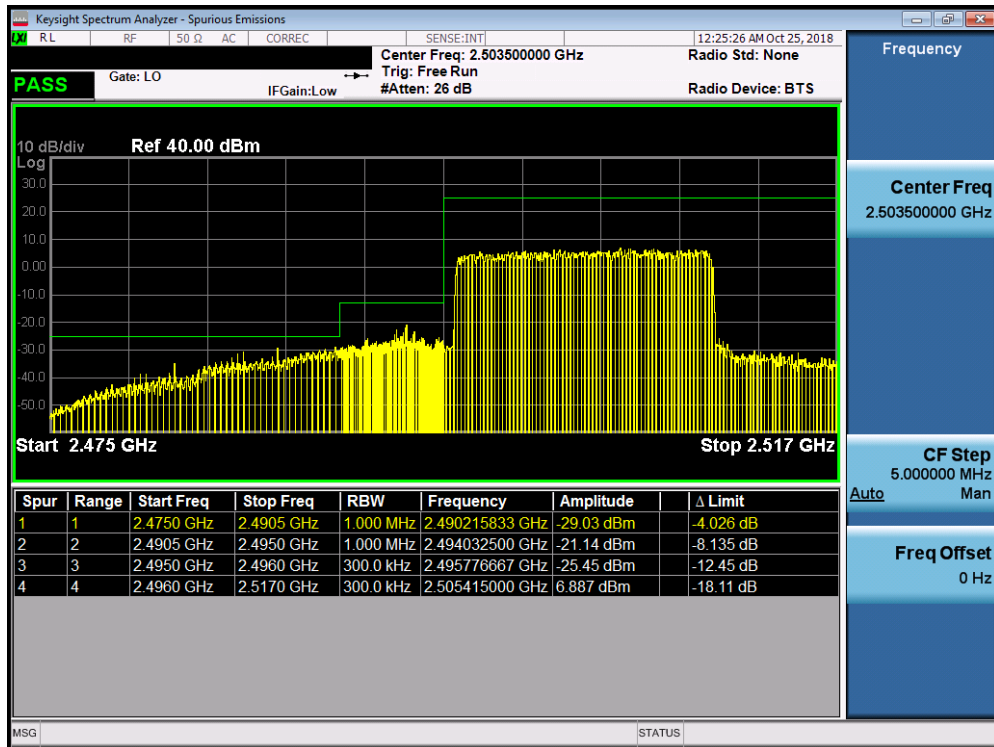 Keysight Spectrum Analyzer - Spurious Emissions
LXI RL RF 50 Ω AC CORREC SENSE:INT 12:25:26 AM Oct 25, 2018
Center Freq: 2.503500000 GHz Radio Std: None
PASS Gate: LO Trig: Free Run
IFGain:Low #Atten: 26 dB Radio Device: BTS
10 dB/div Ref 40.00 dBm
Log
30.0
20.0
10.0
0.00
-10.0
-20.0
-30.0
-40.0
-50.0
Start 2.475 GHz Stop 2.517 GHz
Spur Range Start Freq Stop Freq RBW Frequency Amplitude Δ Limit
1 1 2.4750 GHz 2.4905 GHz 1.000 MHz 2.490215833 GHz -29.03 dBm -4.026 dB
2 2 2.4905 GHz 2.4950 GHz 1.000 MHz 2.494032500 GHz -21.14 dBm -8.135 dB
3 3 2.4950 GHz 2.4960 GHz 300.0 kHz 2.495776667 GHz -25.45 dBm -12.45 dB
4 4 2.4960 GHz 2.5170 GHz 300.0 kHz 2.505415000 GHz 6.887 dBm -18.11 dB
MSG STATUS
Frequency
Center Freq
2.503500000 GHz
CF Step
5.000000 MHz
Auto Man
Freq Offset
0 Hz